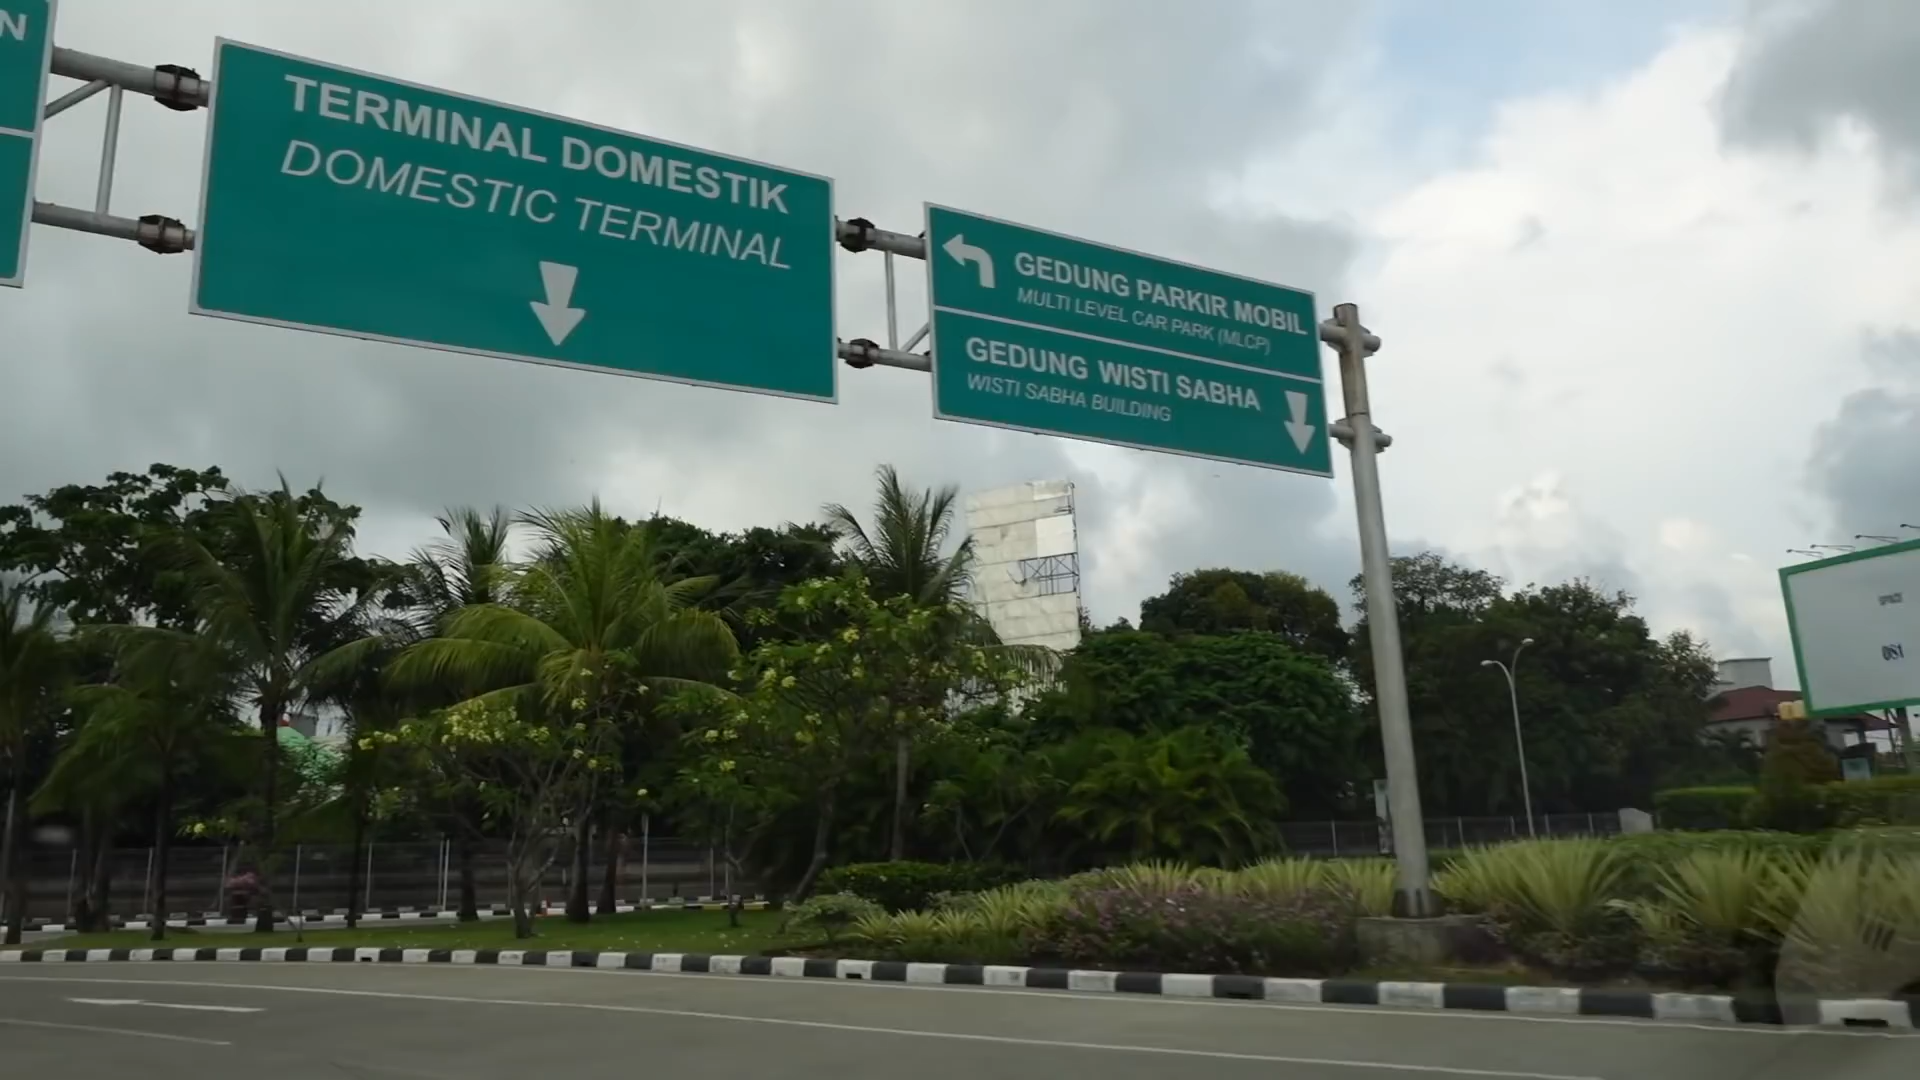 N
TERMINAL DOMESTIK
DOMESTIC TERMINAL
GEDUNG PARKIR MOBIL
MULTI LEVEL CAR PARK (MLCP)
GEDUNG WISTI SABHA
WISTI SABHA BUILDING